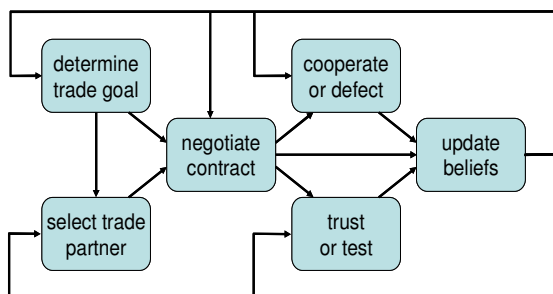 determine
trade goal
cooperate
or defect
negotiate
contract
update
beliefs
select trade
partner
trust
or test